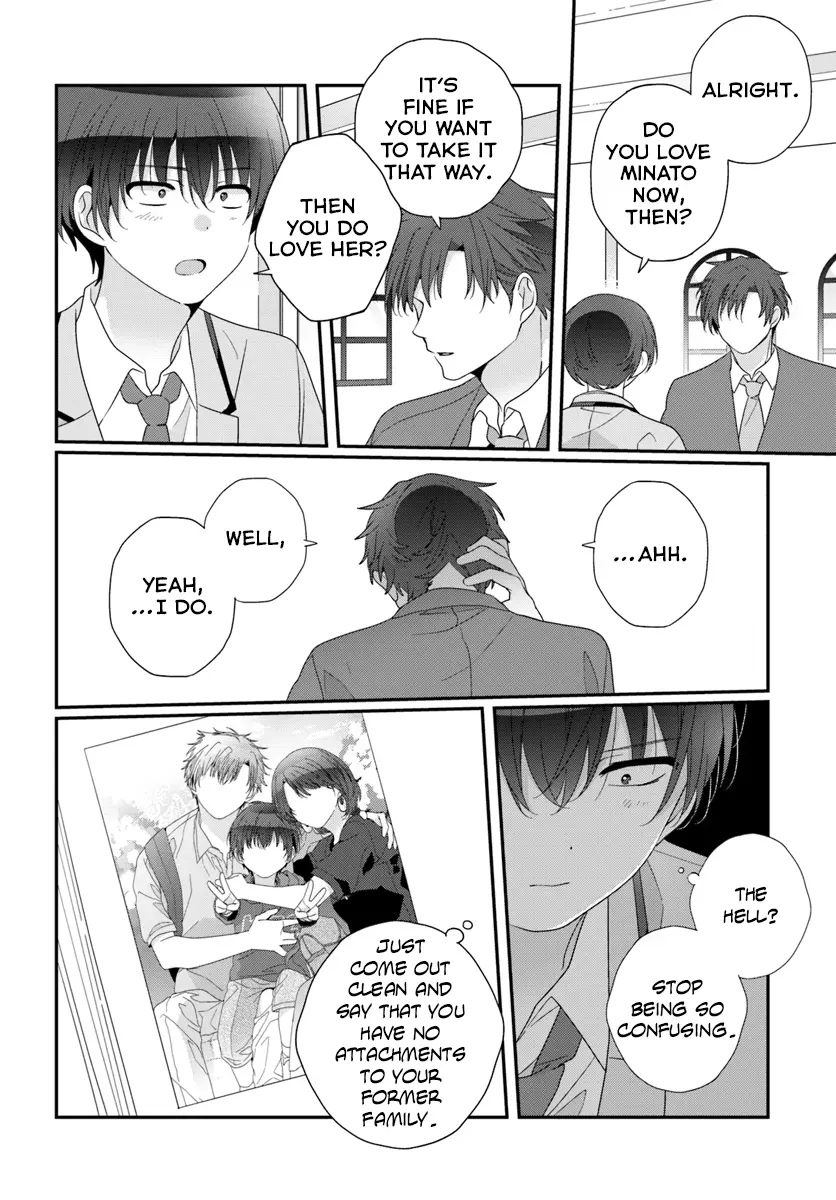 ALRIGHT.
DO
YOU LOVE
MINATO
NOW,
THEN?
IT'S
FINE IF
YOU WANT
TO TAKE IT
THAT WAY.
THEN
YOU DO
LOVE HER?
...AHH.
WELL,
YEAH,
...I DO.
THE
HELL?
STOP
BEING SO
CONFUSING.
JUST
COME OUT
CLEAN AND
SAY THAT YOU
HAVE NO
ATTACHMENTS
TO YOUR
FORMER
FAMILY.